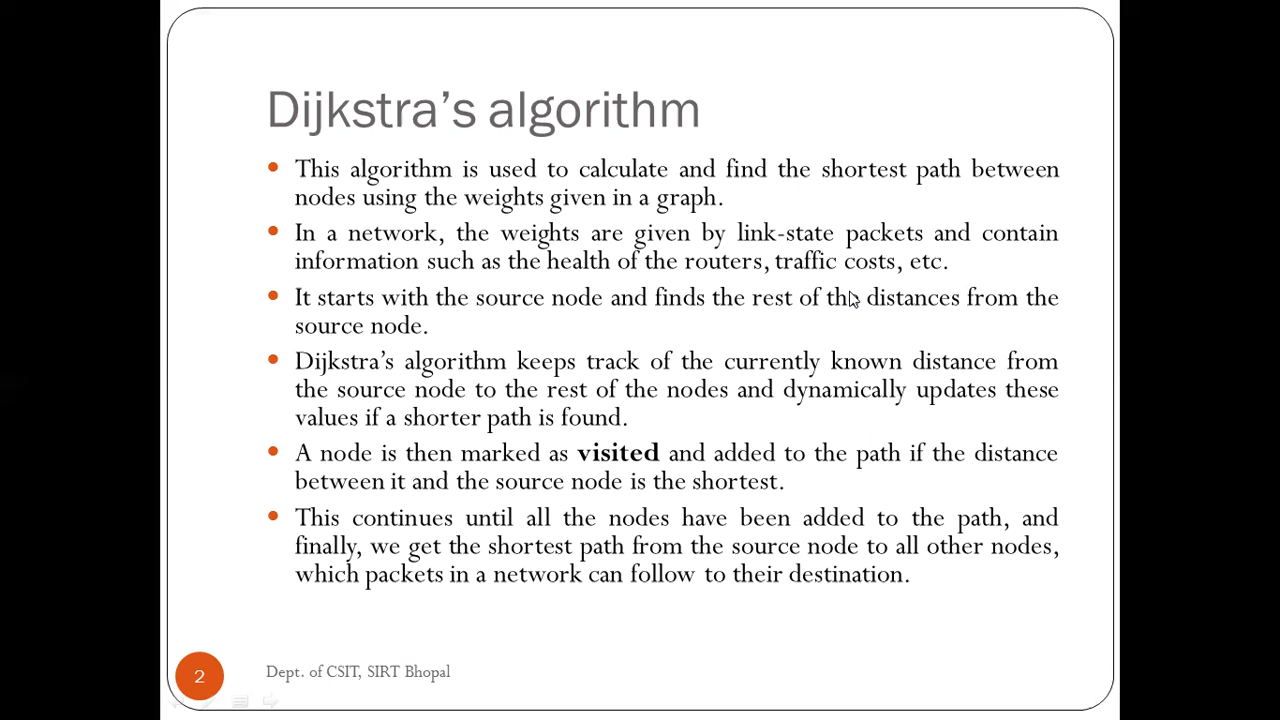 Dijkstra’s algorithm
• This algorithm is used to calculate and find the shortest path between
nodes using the weights given in a graph.
• In a network, the weights are given by link-state packets and contain
information such as the health of the routers, traffic costs, etc.
• It starts with the source node and finds the rest of the distances from the
source node.
• Dijkstra’s algorithm keeps track of the currently known distance from
the source node to the rest of the nodes and dynamically updates these
values if a shorter path is found.
• A node is then marked as visited and added to the path if the distance
between it and the source node is the shortest.
• This continues until all the nodes have been added to the path, and
finally, we get the shortest path from the source node to all other nodes,
which packets in a network can follow to their destination.
2
Dept. of CSIT, SIRT Bhopal